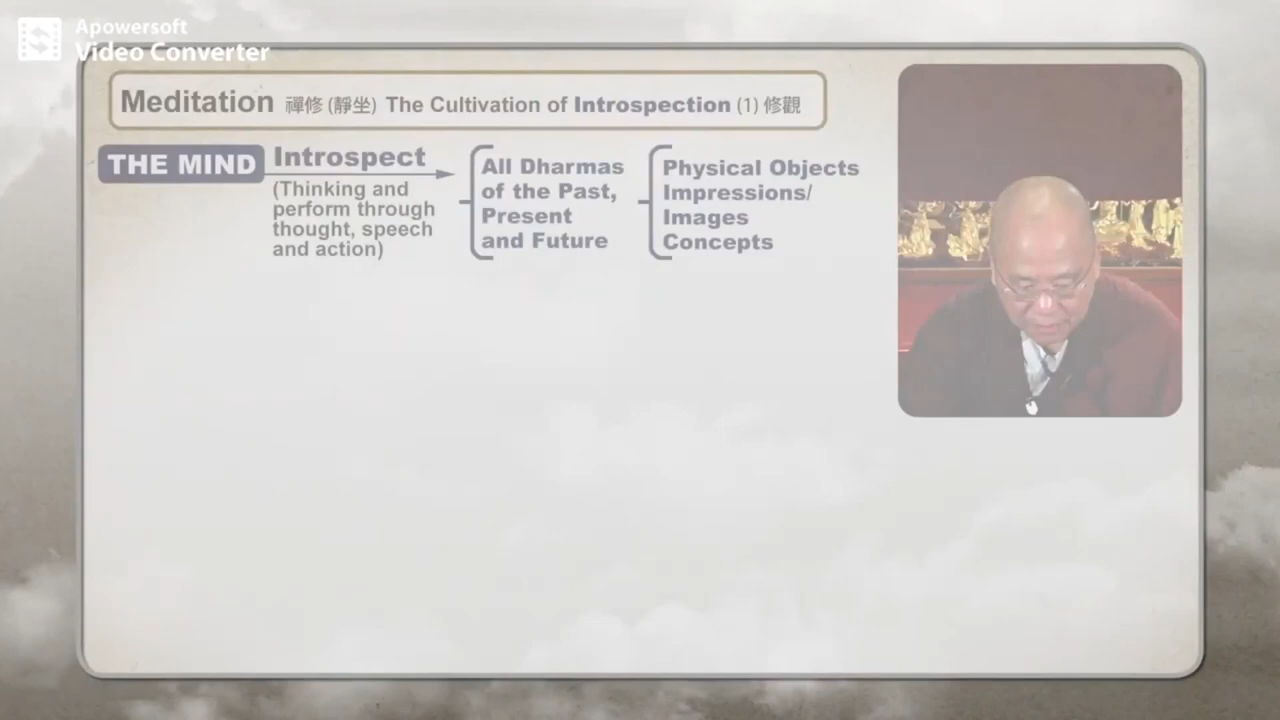 Apowersoft
Video Converter
Meditation 禪修 (靜坐) The Cultivation of Introspection (1) 修觀
THE MIND
Introspect
(Thinking and
perform through
thought, speech
and action)
All Dharmas
of the Past,
Present
and Future
Physical Objects
Impressions/
Images
Concepts